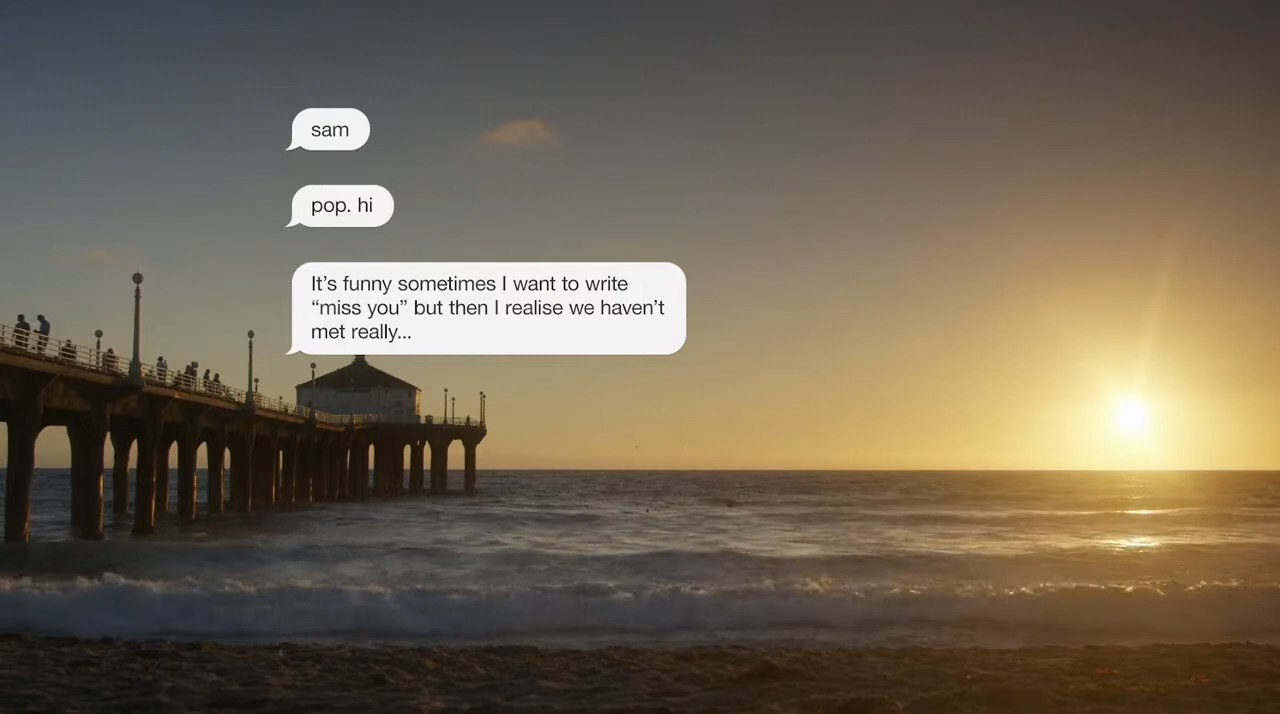 sam
pop. hi
It’s funny sometimes I want to write
“miss you” but then I realise we haven’t
met really...